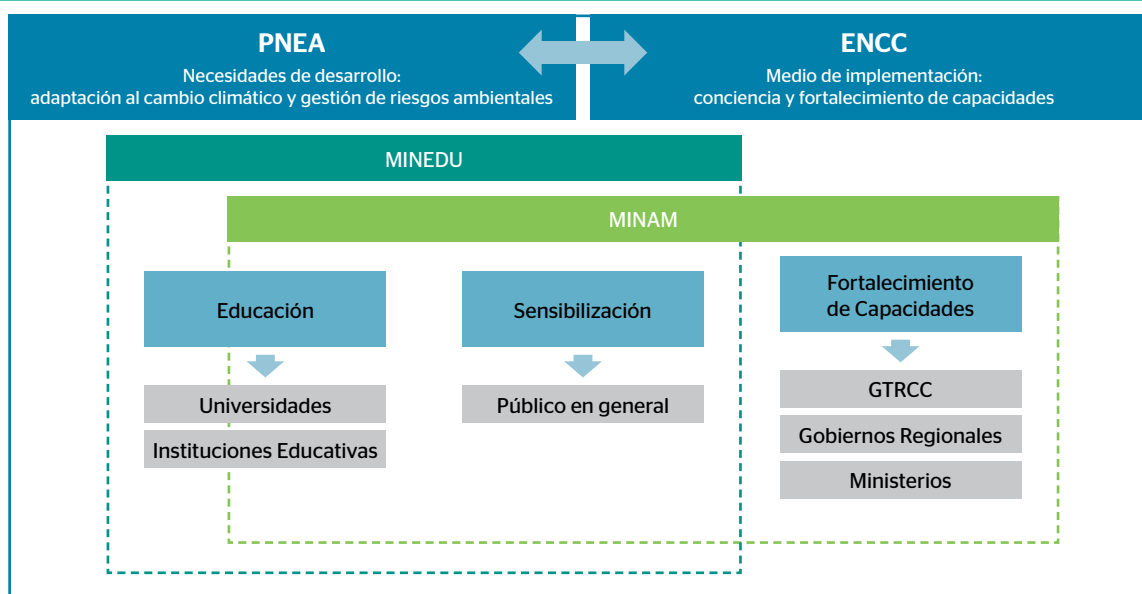 PNEA
Necesidades de desarrollo:
adaptación al cambio climático y gestión de riesgos ambientales
ENCC
Medio de implementación:
conciencia y fortalecimiento de capacidades
MINEDU
MINAM
Educación
Universidades
Instituciones Educativas
Sensibilización
Público en general
Fortalecimiento
de Capacidades
GTRCC
Gobiernos Regionales
Ministerios